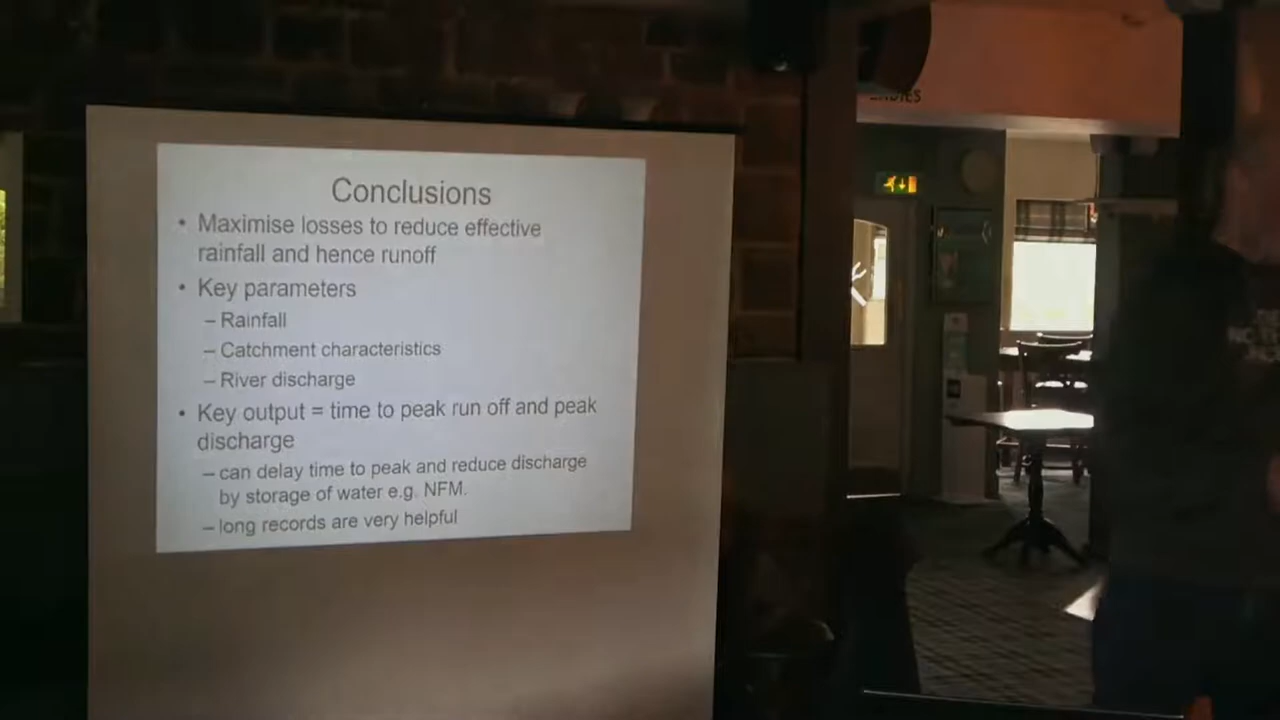 Conclusions
• Maximise losses to reduce effective
rainfall and hence runoff
• Key parameters
– Rainfall
– Catchment characteristics
– River discharge
• Key output = time to peak run off and peak
discharge
– can delay time to peak and reduce discharge
by storage of water e.g. NFM.
– long records are very helpful
LADIES